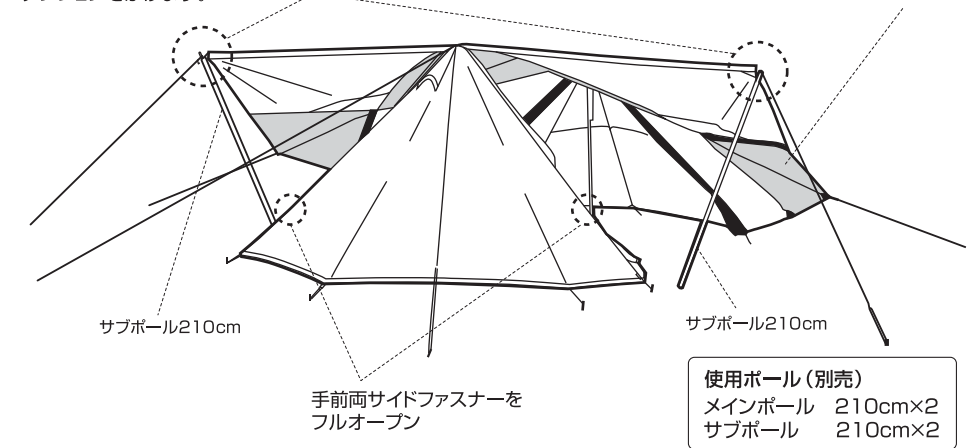 サブポール210cm
サブポール210cm
手前両サイドファスナーを
フルオープン
使用ポール（別売）
メインポール　210cm×2
サブポール　210cm×2